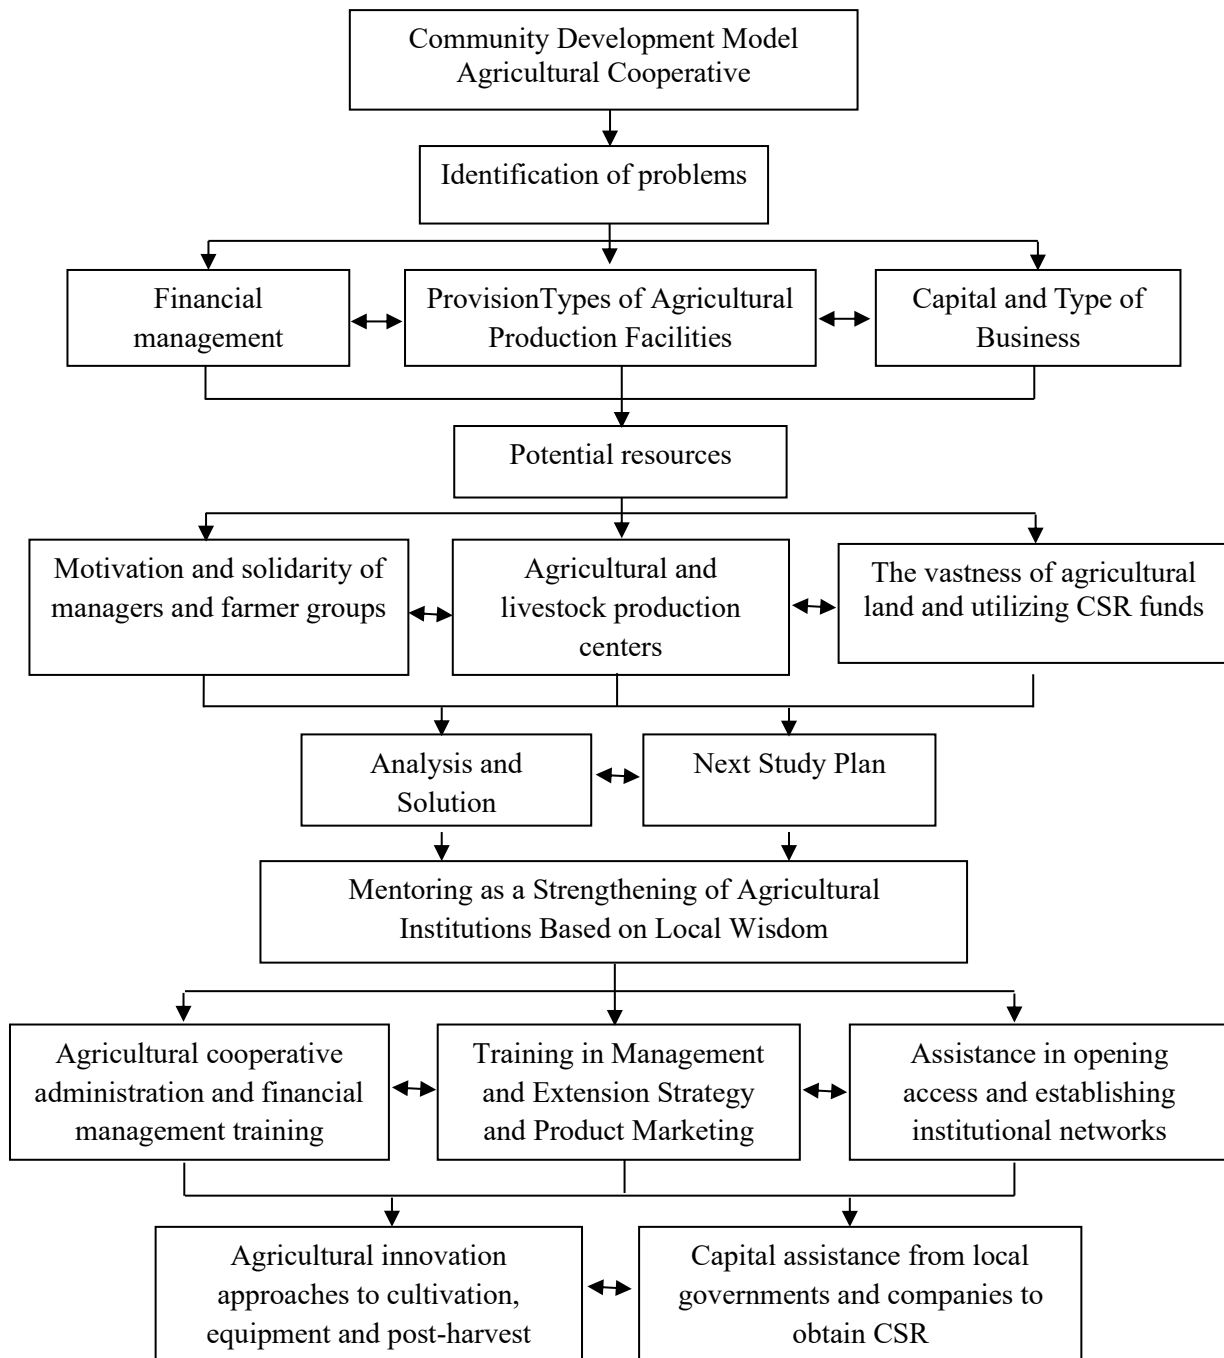 Community Development Model
Agricultural Cooperative
Identification of problems
Financial
management
ProvisionTypes of Agricultural
Production Facilities
Capital and Type of
Business
Potential resources
Motivation and solidarity of
managers and farmer groups
Agricultural and
livestock production
centers
The vastness of agricultural
land and utilizing CSR funds
Analysis and
Solution
Next Study Plan
Mentoring as a Strengthening of Agricultural
Institutions Based on Local Wisdom
Agricultural cooperative
administration and financial
management training
Training in Management
and Extension Strategy
and Product Marketing
Assistance in opening
access and establishing
institutional networks
Agricultural innovation
approaches to cultivation,
equipment and post-harvest
Capital assistance from local
governments and companies to
obtain CSR